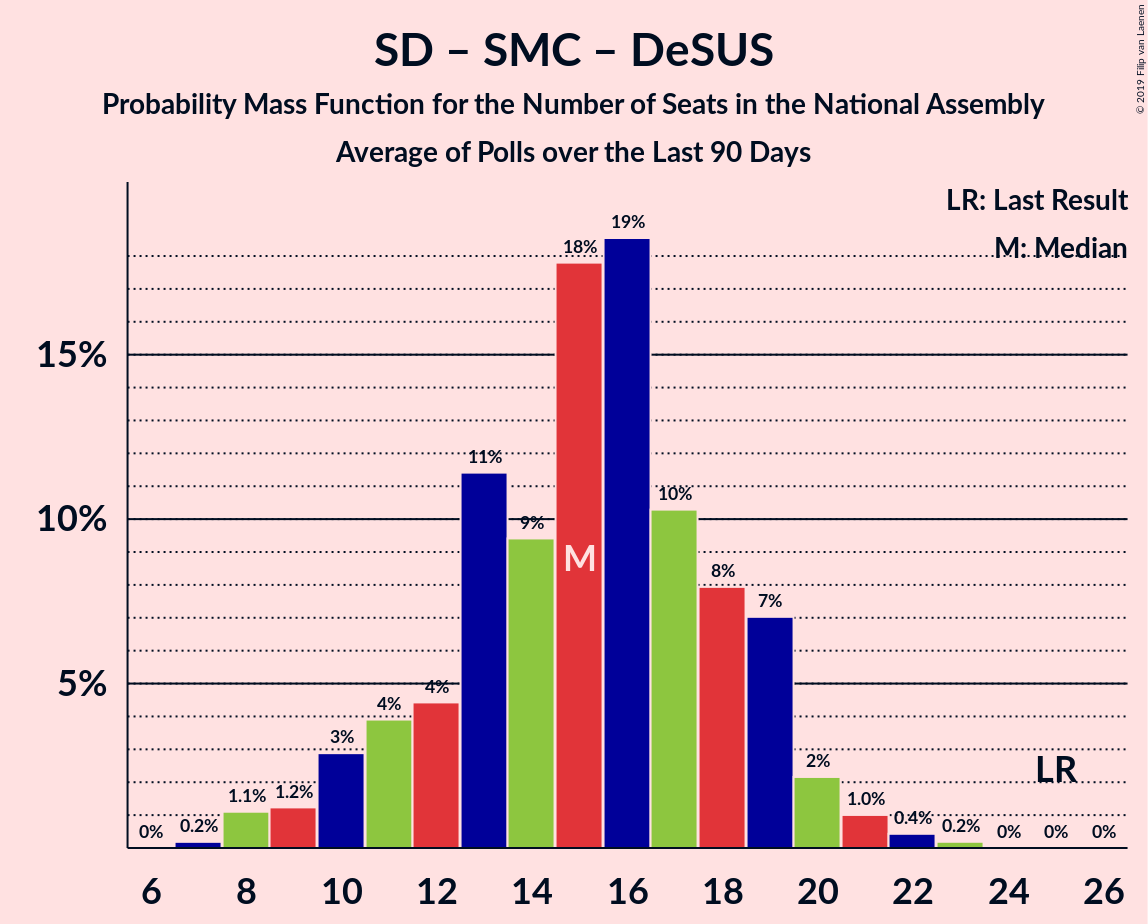 SD – SMC – DeSUS
Probability Mass Function for the Number of Seats in the National Assembly
Average of Polls over the Last 90 Days
© 2019 Filip van Laenen
LR: Last Result
M: Median
15%
10%
5%
0%
0.2%
1.1%
1.2%
3%
4%
4%
11%
9%
18%
19%
10%
8%
7%
2%
1.0%
0.4%
0.2%
0%
0%
0%
M
LR
6 8 10 12 14 16 18 20 22 24 26